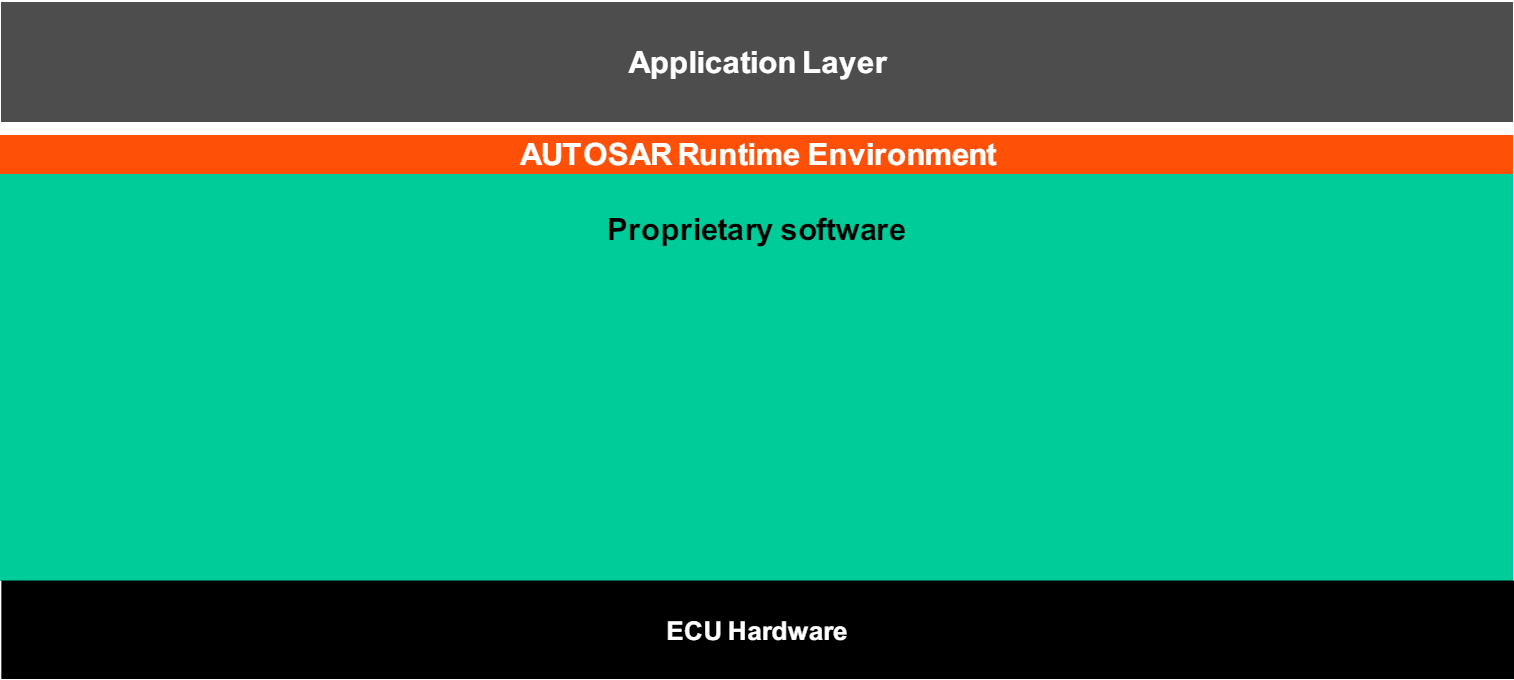 Application Layer
AUTOSAR Runtime Environment
Proprietary software
ECU Hardware